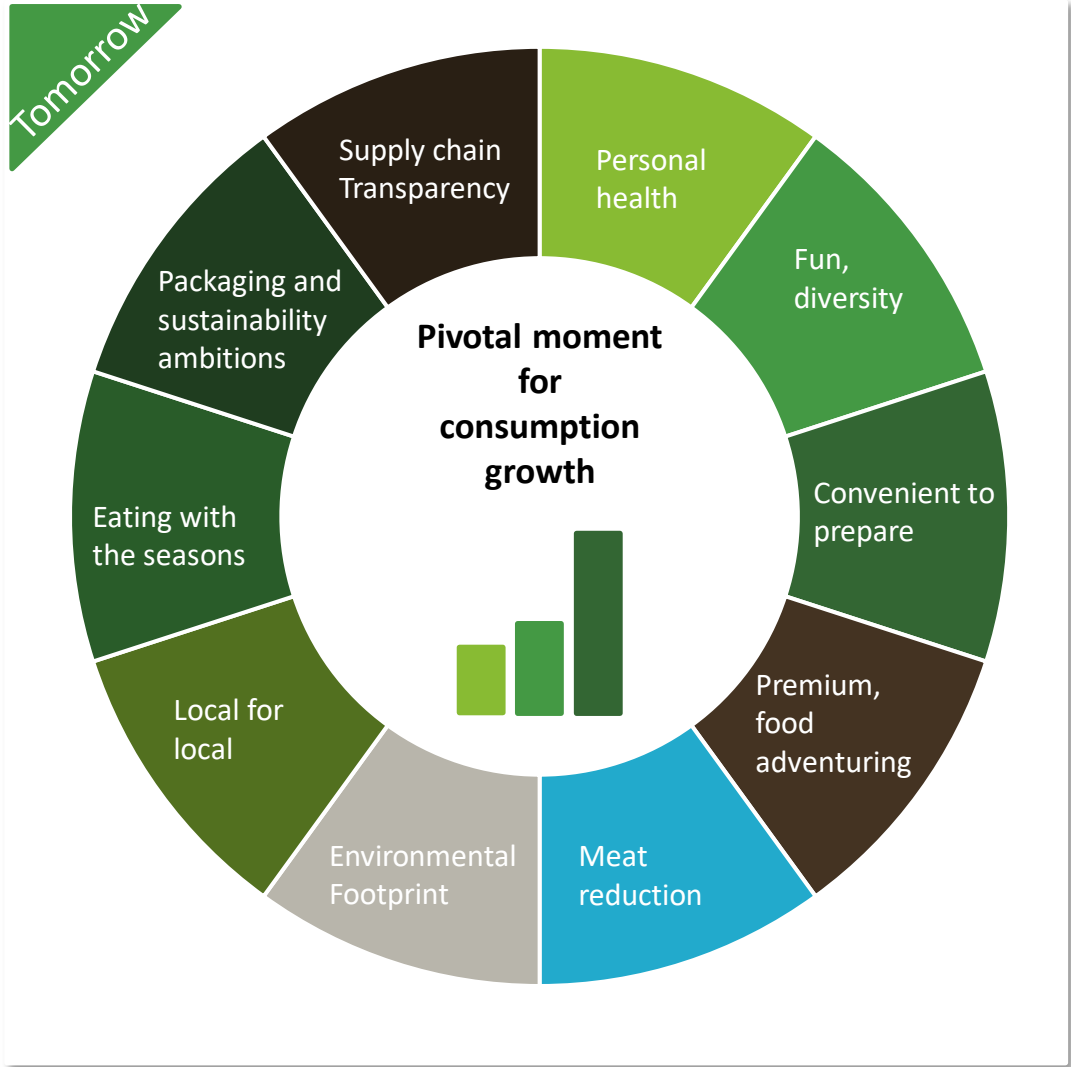 Tomorrow
Supply chain
Transparency
Personal
health
Fun,
diversity
Convenient to
prepare
Premium,
food
adventuring
Meat
reduction
Environmental
Footprint
Local for
local
Eating with
the seasons
Packaging and
sustainability
ambitions
Pivotal moment
for
consumption
growth